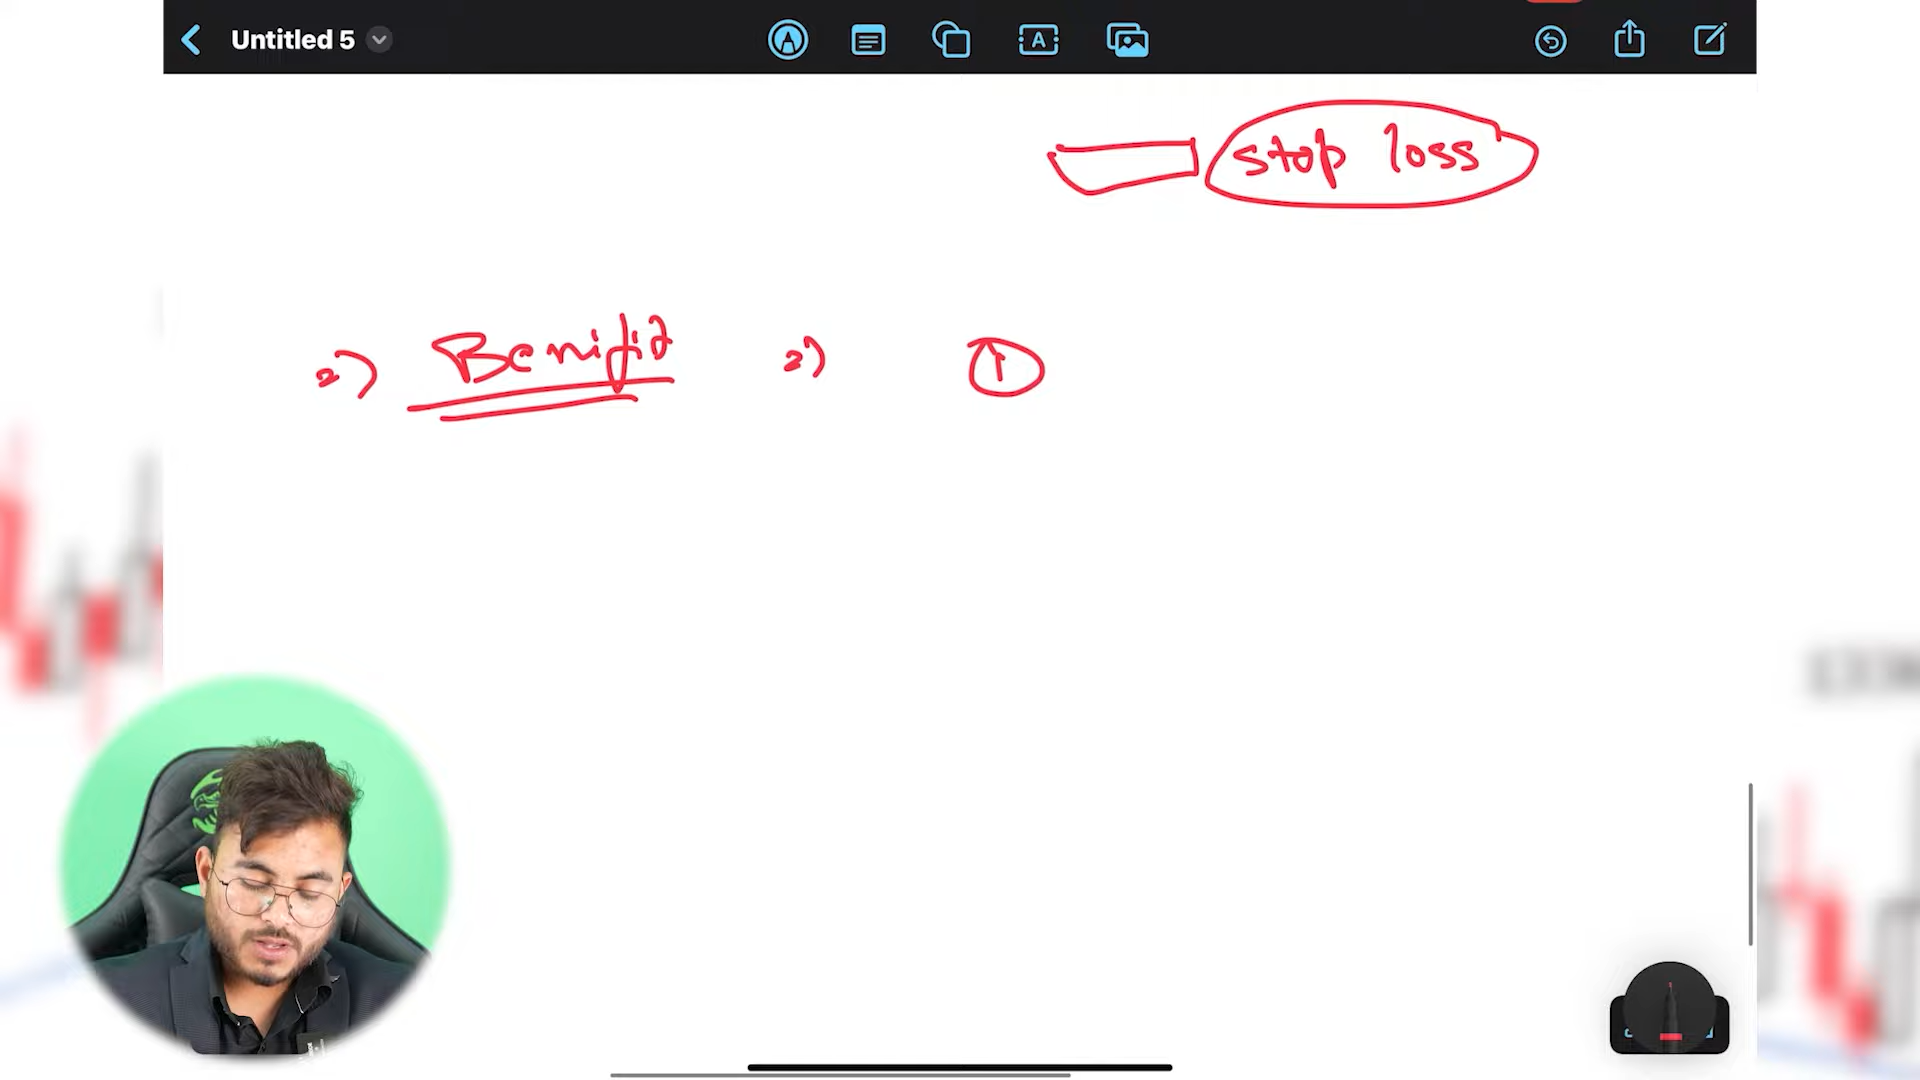 Untitled 5
stop loss
2) Benifit 2) 1